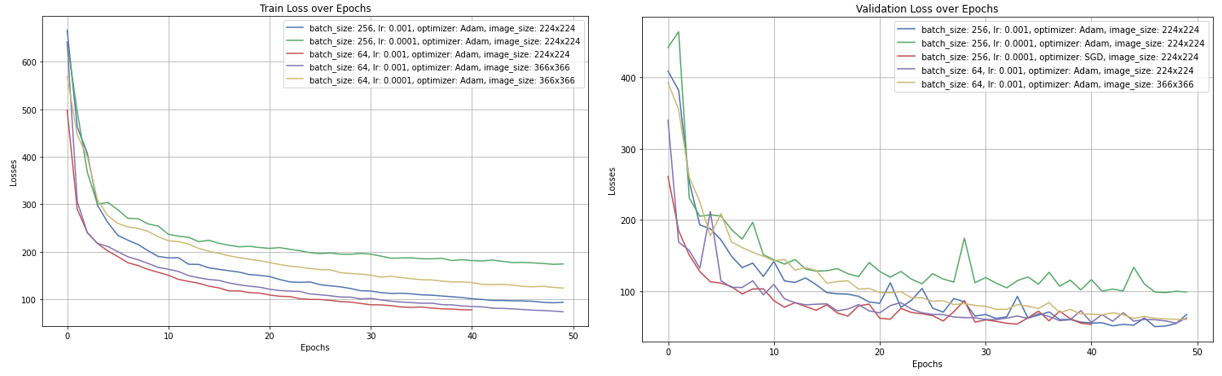 Train Loss over Epochs
batch_size: 256, lr: 0.001, optimizer: Adam, image_size: 224x224
batch_size: 256, lr: 0.0001, optimizer: Adam, image_size: 224x224
batch_size: 64, lr: 0.001, optimizer: Adam, image_size: 224x224
batch_size: 64, lr: 0.001, optimizer: Adam, image_size: 366x366
batch_size: 64, lr: 0.0001, optimizer: Adam, image_size: 366x366
600
500
400
300
200
100
Losses
0 10 20 30 40 50
Epochs
Validation Loss over Epochs
batch_size: 256, lr: 0.001, optimizer: Adam, image_size: 224x224
batch_size: 256, lr: 0.0001, optimizer: Adam, image_size: 224x224
batch_size: 256, lr: 0.0001, optimizer: SGD, image_size: 224x224
batch_size: 64, lr: 0.001, optimizer: Adam, image_size: 224x224
batch_size: 64, lr: 0.001, optimizer: Adam, image_size: 366x366
400
300
200
100
Losses
0 10 20 30 40 50
Epochs